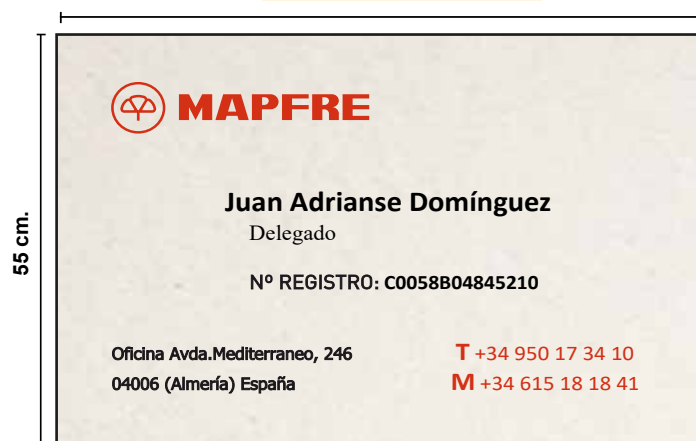 MAPFRE
Juan Adrianse Domínguez
Delegado
Nº REGISTRO: C0058B04845210
Oficina Avda.Mediterraneo, 246
T +34 950 17 34 10
04006 (Almería) España
M +34 615 18 18 41
55 cm.